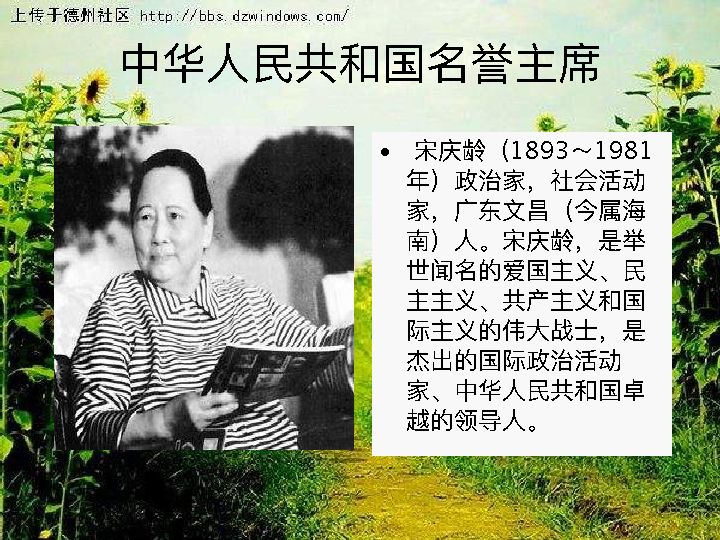 上传于德州社区 http://bbs.dzwindows.com/
中华人民共和国名誉主席
• 宋庆龄（1893～1981
年）政治家，社会活动
家，广东文昌（今属海
南）人。宋庆龄，是举
世闻名的爱国主义、民
主主义、共产主义和国
际主义的伟大战士，是
杰出的国际政治活动
家、中华人民共和国卓
越的领导人。